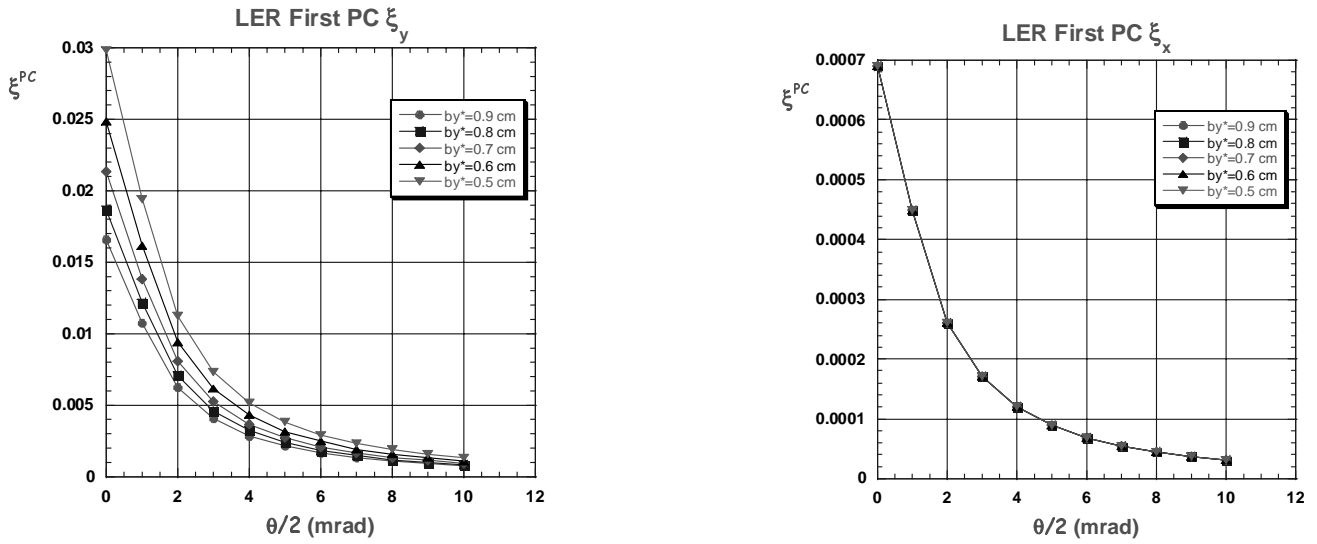 LER First PC ξy
ξPC
0.03
0.025
0.02
0.015
0.01
0.005
0
by*=0.9 cm
by*=0.8 cm
by*=0.7 cm
by*=0.6 cm
by*=0.5 cm
0 2 4 6 8 10 12
θ/2 (mrad)
LER First PC ξx
ξPC
0.0007
0.0006
0.0005
0.0004
0.0003
0.0002
0.0001
0
by*=0.9 cm
by*=0.8 cm
by*=0.7 cm
by*=0.6 cm
by*=0.5 cm
0 2 4 6 8 10 12
θ/2 (mrad)